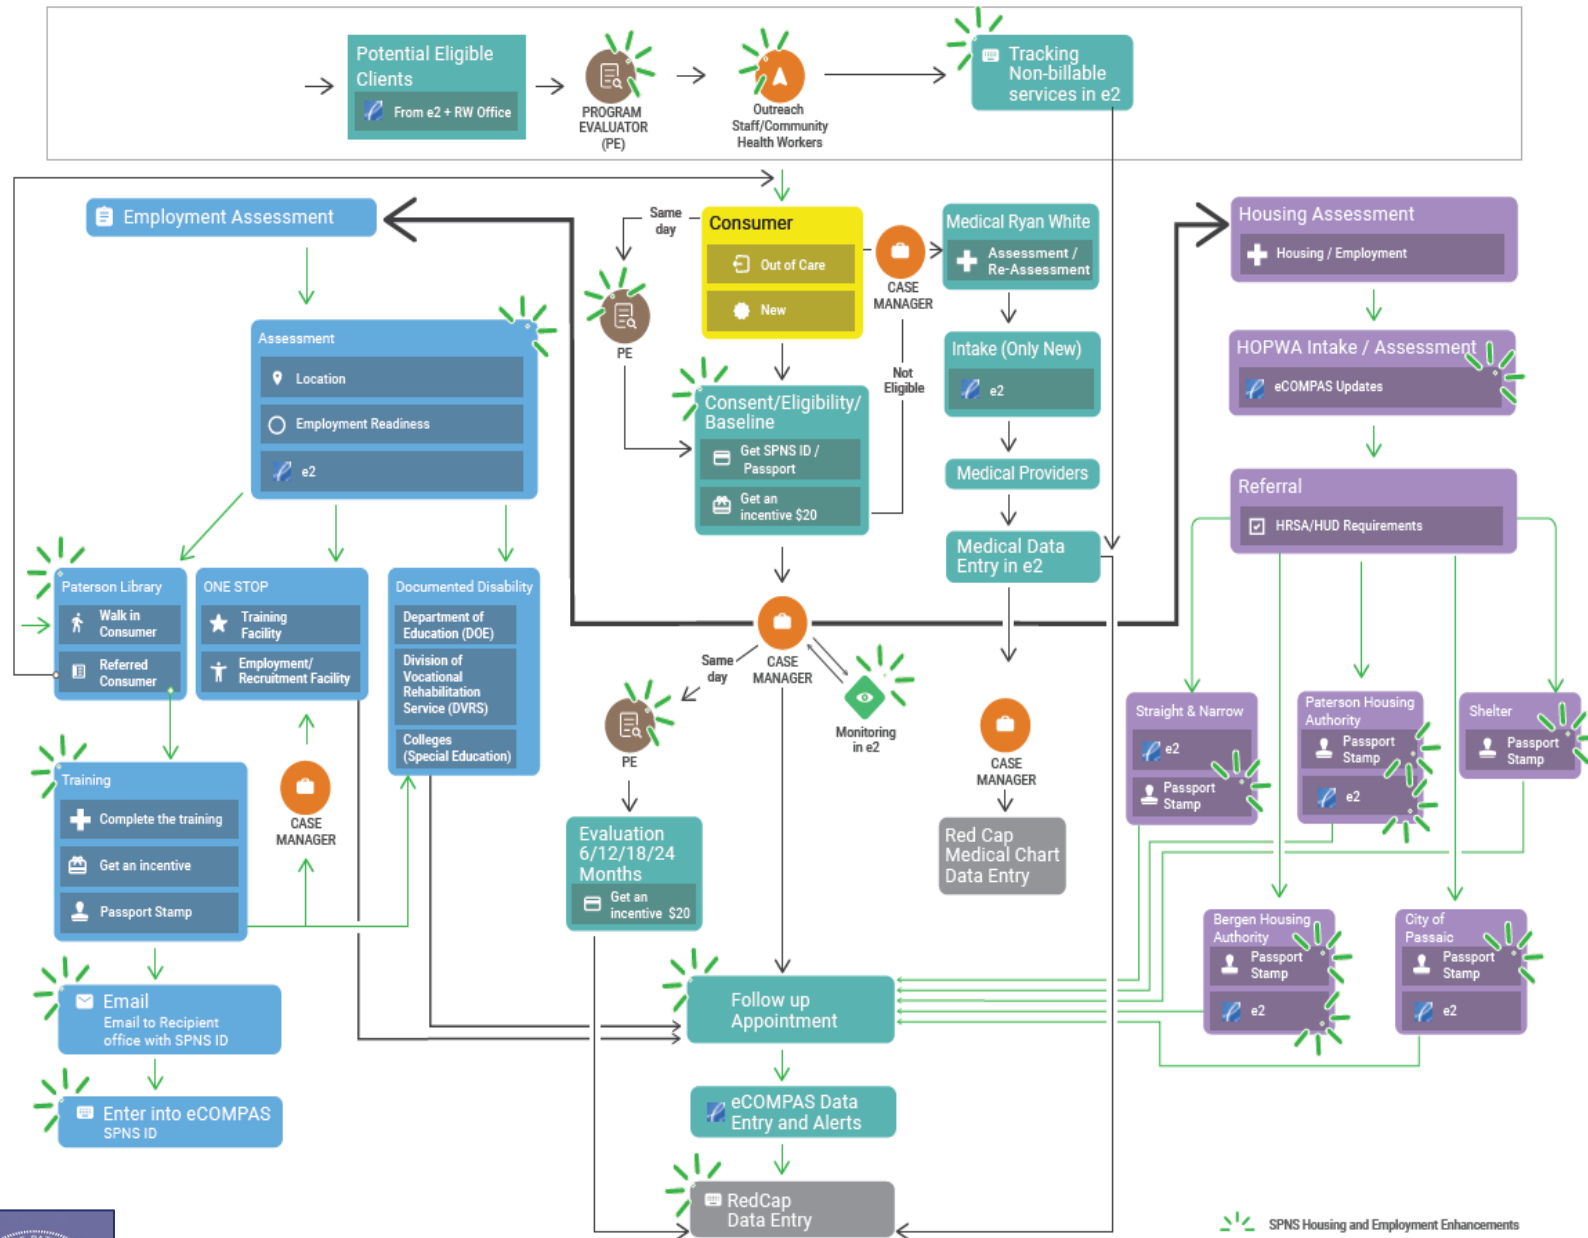 Potential Eligible
Clients
From e2 + RW Office
PROGRAM
EVALUATOR
(PE)
Outreach
Staff/Community
Health Workers
Tracking
Non-billable
services in e2
Employment Assessment
Same
day
Consumer
Out of Care
New
CASE
MANAGER
Medical Ryan White
Assessment /
Re-Assessment
Housing Assessment
Housing / Employment
PE
Assessment
Location
Employment Readiness
e2
Not
Eligible
Intake (Only New)
e2
HOPWA Intake / Assessment
eCOMPAS Updates
Consent/Eligibility/
Baseline
Get SPNS ID /
Passport
Get an
incentive $20
Medical Providers
Medical Data
Entry in e2
Referral
HRSA/HUD Requirements
Paterson Library
Walk in
Consumer
Referred
Consumer
ONE STOP
Training
Facility
Employment/
Recruitment Facility
Documented Disability
Department of
Education (DOE)
Division of
Vocational
Rehabilitation
Service (DVRS)
Colleges
(Special Education)
CASE
MANAGER
Same
day
PE
Monitoring
in e2
CASE
MANAGER
Straight & Narrow
e2
Passport
Stamp
Paterson Housing
Authority
Passport
Stamp
e2
Shelter
Passport
Stamp
Training
Complete the training
Get an incentive
Passport Stamp
CASE
MANAGER
Evaluation
6/12/18/24
Months
Get an
incentive $20
Red Cap
Medical Chart
Data Entry
Bergen Housing
Authority
Passport
Stamp
e2
City of
Passaic
Passport
Stamp
e2
Email
Email to Recipient
office with SPNS ID
Follow up
Appointment
Enter into eCOMPAS
SPNS ID
eCOMPAS Data
Entry and Alerts
RedCap
Data Entry
SPNS Housing and Employment Enhancements